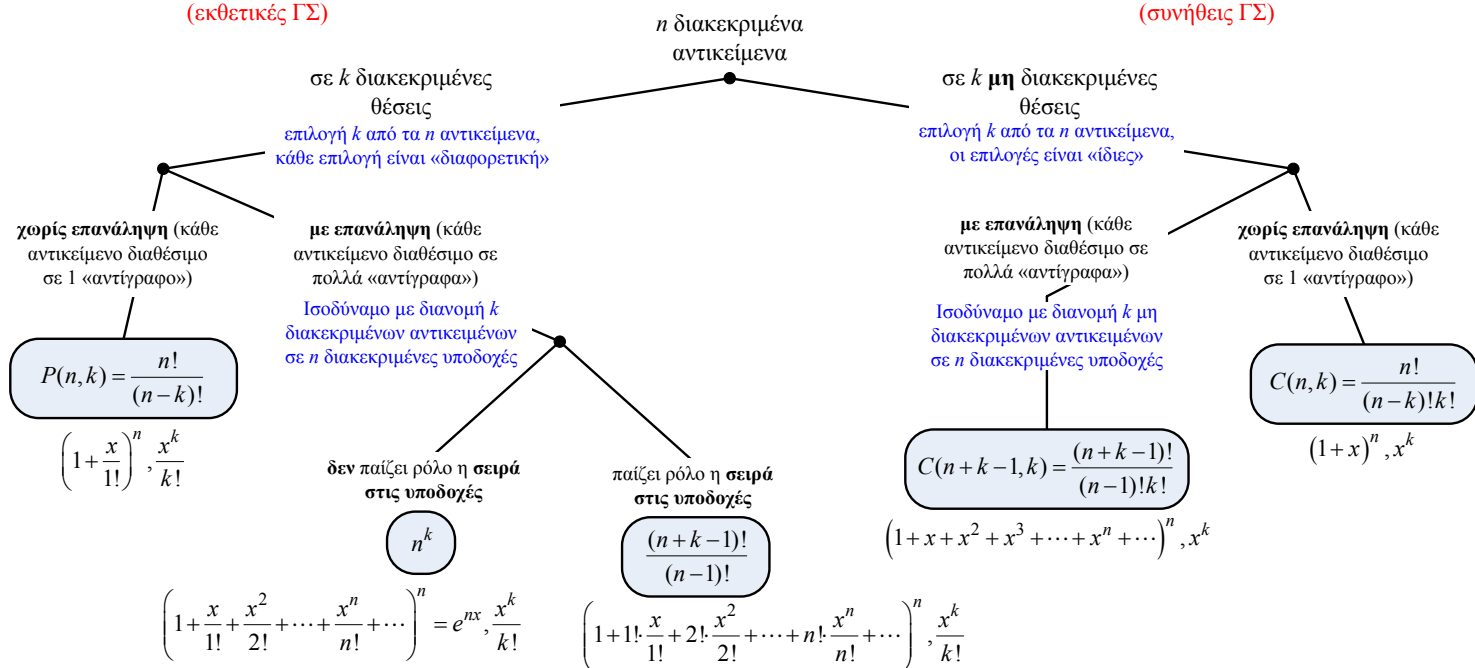 (εκθετικές ΓΣ)
(συνήθεις ΓΣ)
n διακεκριμένα
αντικείμενα
σε k διακεκριμένες
θέσεις
επιλογή k από τα n αντικείμενα,
κάθε επιλογή είναι «διαφορετική»
σε k μη διακεκριμένες
θέσεις
επιλογή k από τα n αντικείμενα,
οι επιλογές είναι «ίδιες»
χωρίς επανάληψη (κάθε
αντικείμενο διαθέσιμο
σε 1 «αντίγραφο»)
P(n,k) = n!/(n−k)!
(1 + x/1!)^n, x^k/k!
με επανάληψη (κάθε
αντικείμενο διαθέσιμο σε
πολλά «αντίγραφα»)
Ισοδύναμο με διανομή k
διακεκριμένων αντικειμένων
σε n διακεκριμένες υποδοχές
δεν παίζει ρόλο η σειρά
στις υποδοχές
n^k
(1 + x/1! + x^2/2! + ⋯ + x^n/n! + ⋯)^n = e^{nx}, x^k/k!
παίζει ρόλο η σειρά
στις υποδοχές
(n+k−1)!/(n−1)!
(1 + 1!·x/1! + 2!·x^2/2! + ⋯ + n!·x^n/n! + ⋯)^n, x^k/k!
με επανάληψη (κάθε
αντικείμενο διαθέσιμο σε
πολλά «αντίγραφα»)
Ισοδύναμο με διανομή k μη
διακεκριμένων αντικειμένων
σε n διακεκριμένες υποδοχές
C(n+k−1,k) = (n+k−1)!/(n−1)!k!
(1 + x + x^2 + x^3 + ⋯ + x^n + ⋯)^n, x^k
χωρίς επανάληψη (κάθε
αντικείμενο διαθέσιμο
σε 1 «αντίγραφο»)
C(n,k) = n!/(n−k)!k!
(1 + x)^n, x^k